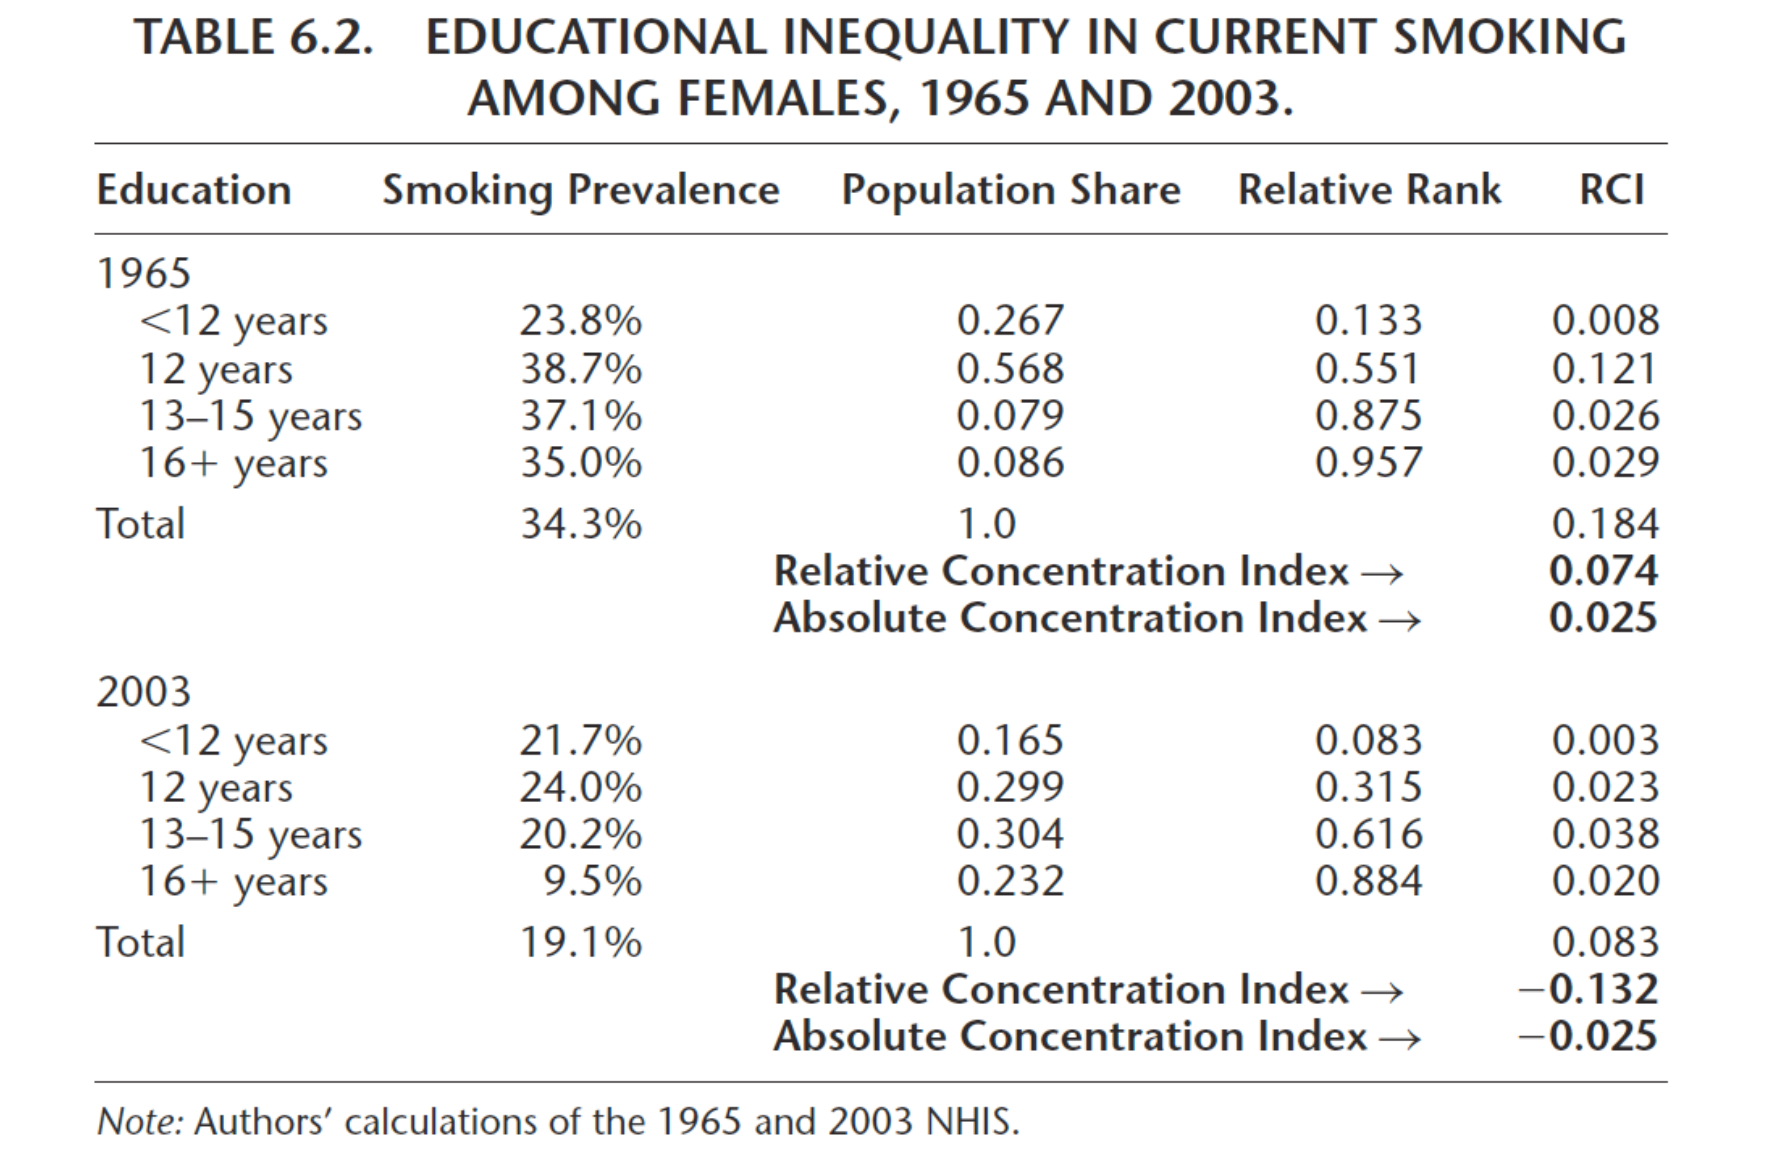 TABLE 6.2. EDUCATIONAL INEQUALITY IN CURRENT SMOKING
AMONG FEMALES, 1965 AND 2003.
Education Smoking Prevalence Population Share Relative Rank RCI
1965
<12 years 23.8% 0.267 0.133 0.008
12 years 38.7% 0.568 0.551 0.121
13–15 years 37.1% 0.079 0.875 0.026
16+ years 35.0% 0.086 0.957 0.029
Total 34.3% 1.0 0.184
Relative Concentration Index → 0.074
Absolute Concentration Index → 0.025
2003
<12 years 21.7% 0.165 0.083 0.003
12 years 24.0% 0.299 0.315 0.023
13–15 years 20.2% 0.304 0.616 0.038
16+ years 9.5% 0.232 0.884 0.020
Total 19.1% 1.0 0.083
Relative Concentration Index → −0.132
Absolute Concentration Index → −0.025
Note: Authors’ calculations of the 1965 and 2003 NHIS.